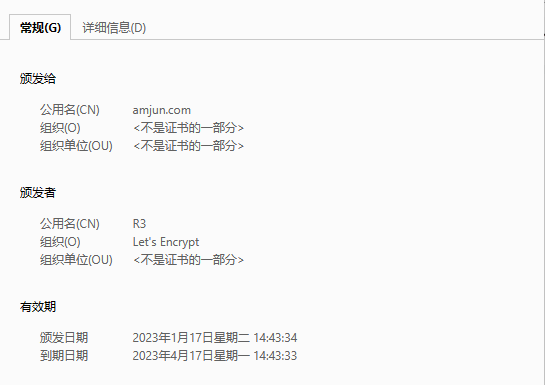 常规(G) 详细信息(D)
颁发给
公用名(CN) amjun.com
组织(O) <不是证书的一部分>
组织单位(OU) <不是证书的一部分>
颁发者
公用名(CN) R3
组织(O) Let's Encrypt
组织单位(OU) <不是证书的一部分>
有效期
颁发日期 2023年1月17日星期二 14:43:34
到期日期 2023年4月17日星期一 14:43:33